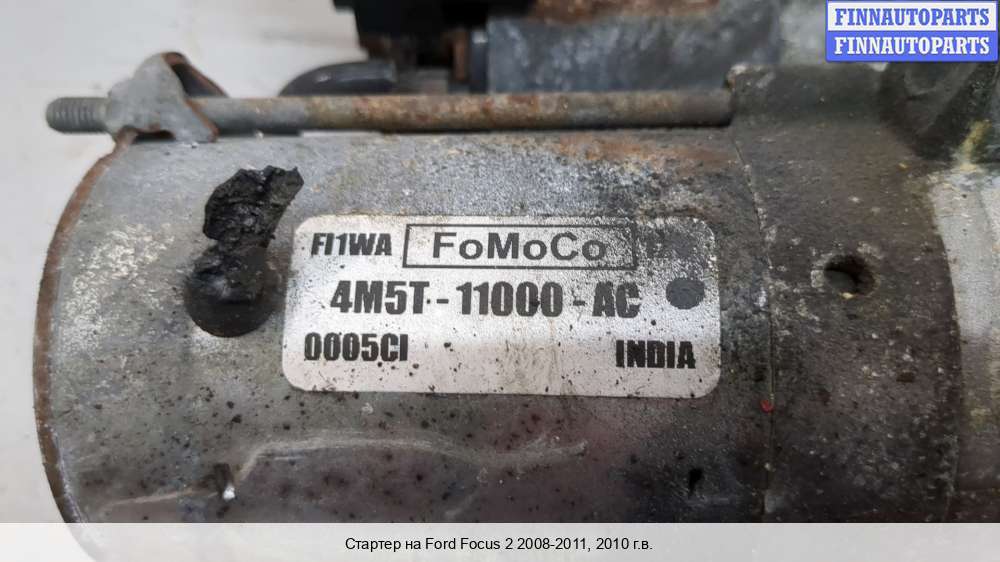 FINNAUTOPARTS
FINNAUTOPARTS
FI1WA FoMoCo
4M5T-11000-AC
0005CI INDIA
Стартер на Ford Focus 2 2008-2011, 2010 г.в.